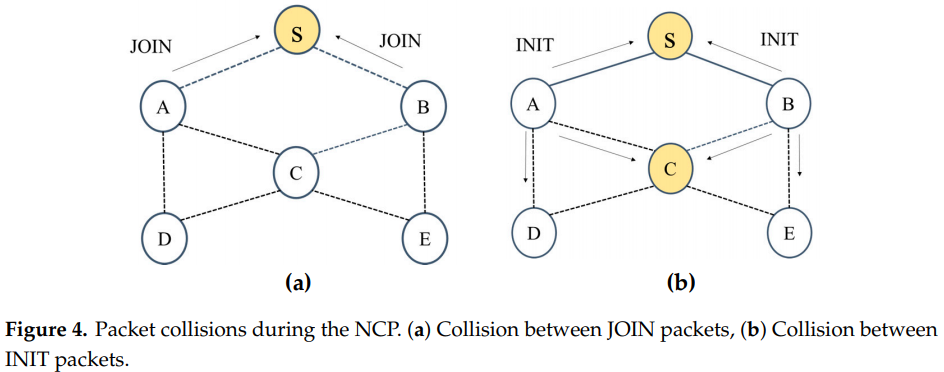 S
JOIN
JOIN
A
B
C
D
E
(a)
S
INIT
INIT
A
B
C
D
E
(b)
Figure 4. Packet collisions during the NCP. (a) Collision between JOIN packets, (b) Collision between
INIT packets.